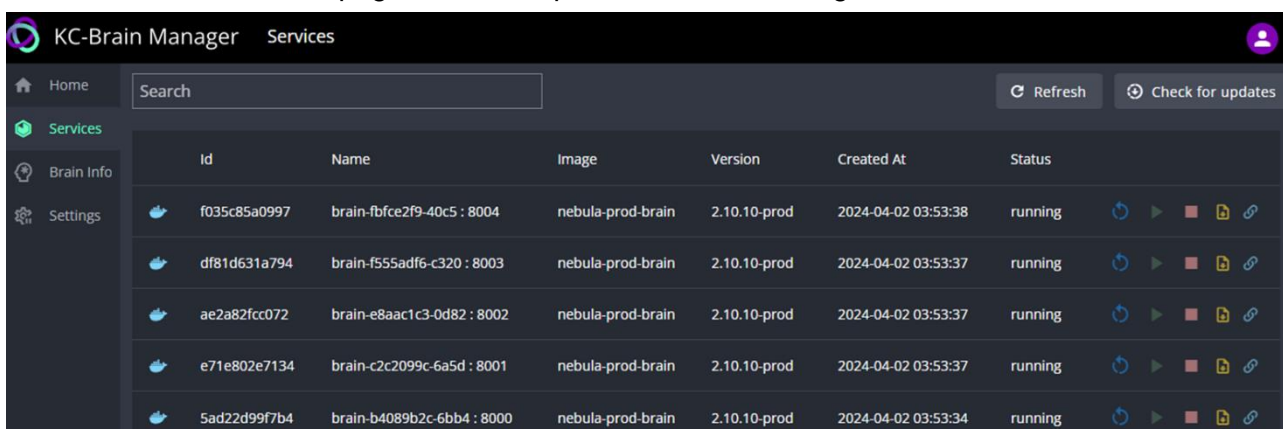 KC-Brain Manager Services
Home
Search
Refresh
Check for updates
Services
Brain Info
Settings
Id Name Image Version Created At Status
f035c85a0997 brain-fbfce2f9-40c5 : 8004 nebula-prod-brain 2.10.10-prod 2024-04-02 03:53:38 running
df81d631a794 brain-f555adf6-c320 : 8003 nebula-prod-brain 2.10.10-prod 2024-04-02 03:53:37 running
ae2a82fcc072 brain-e8aac1c3-0d82 : 8002 nebula-prod-brain 2.10.10-prod 2024-04-02 03:53:37 running
e71e802e7134 brain-c2c2099c-6a5d : 8001 nebula-prod-brain 2.10.10-prod 2024-04-02 03:53:37 running
5ad22d99f7b4 brain-b4089b2c-6bb4 : 8000 nebula-prod-brain 2.10.10-prod 2024-04-02 03:53:34 running